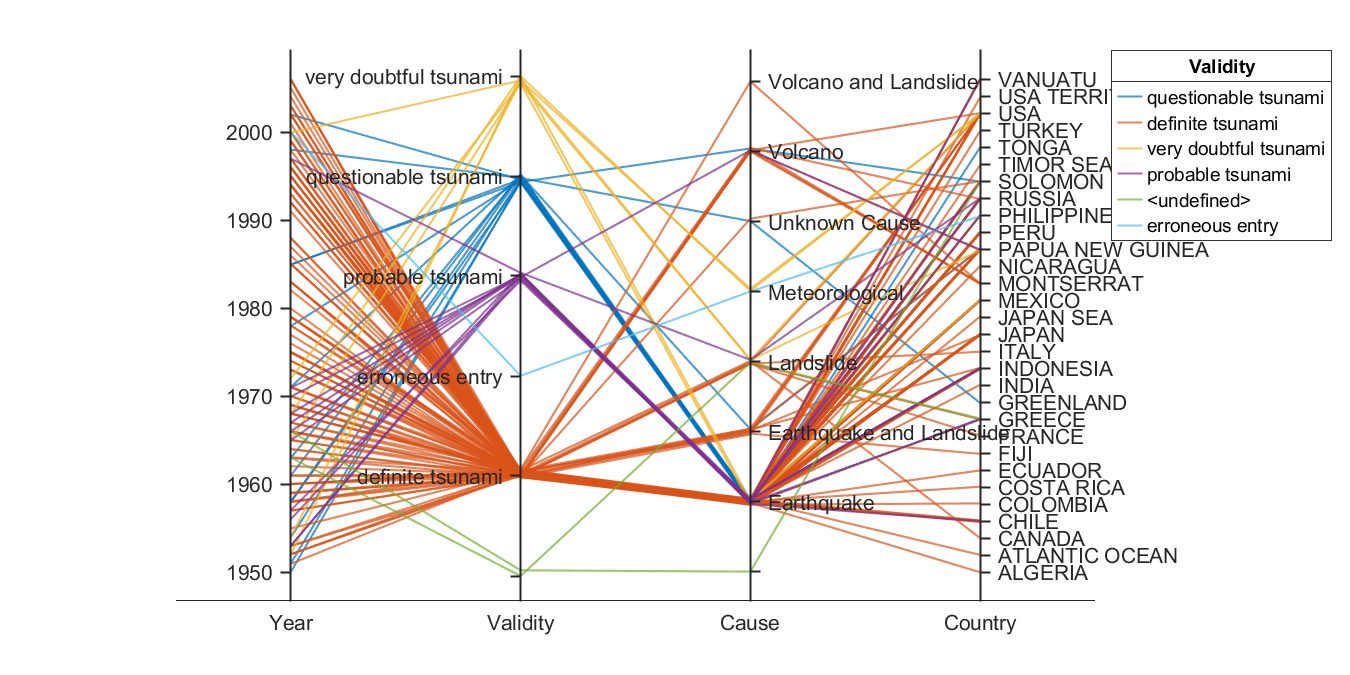 2000
1990
1980
1970
1960
1950
very doubtful tsunami
questionable tsunami
probable tsunami
erroneous entry
definite tsunami
Volcano and Landslide
Volcano
Unknown Cause
Meteorological
Landslide
Earthquake and Landslide
Earthquake
VANUATU
USA TERRI
USA
TURKEY
TONGA
TIMOR SEA
SOLOMON
RUSSIA
PHILIPPINE
PERU
PAPUA NEW GUINEA
NICARAGUA
MONTSERRAT
MEXICO
JAPAN SEA
JAPAN
ITALY
INDONESIA
INDIA
GREENLAND
GREECE
FRANCE
FIJI
ECUADOR
COSTA RICA
COLOMBIA
CHILE
CANADA
ATLANTIC OCEAN
ALGERIA
Year
Validity
Cause
Country
Validity
questionable tsunami
definite tsunami
very doubtful tsunami
probable tsunami
<undefined>
erroneous entry